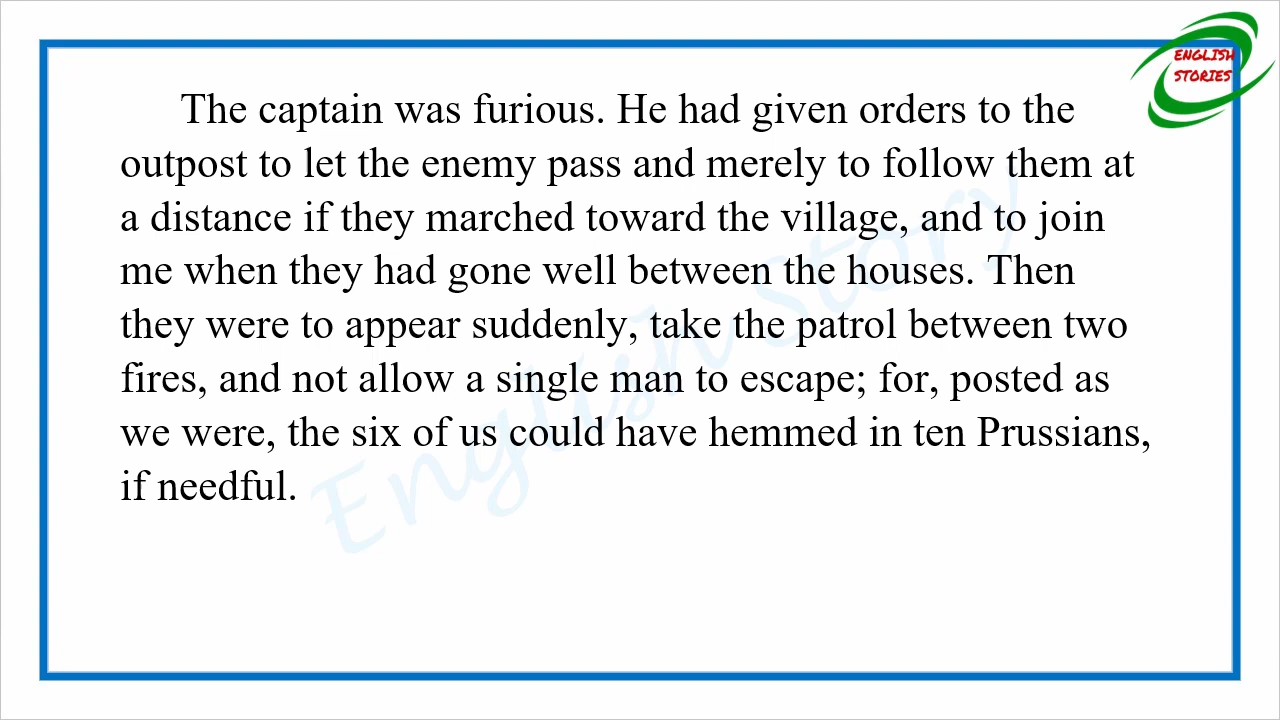 ENGLISH
STORIES
The captain was furious. He had given orders to the
outpost to let the enemy pass and merely to follow them at
a distance if they marched toward the village, and to join
me when they had gone well between the houses. Then
they were to appear suddenly, take the patrol between two
fires, and not allow a single man to escape; for, posted as
we were, the six of us could have hemmed in ten Prussians,
if needful.
English Story